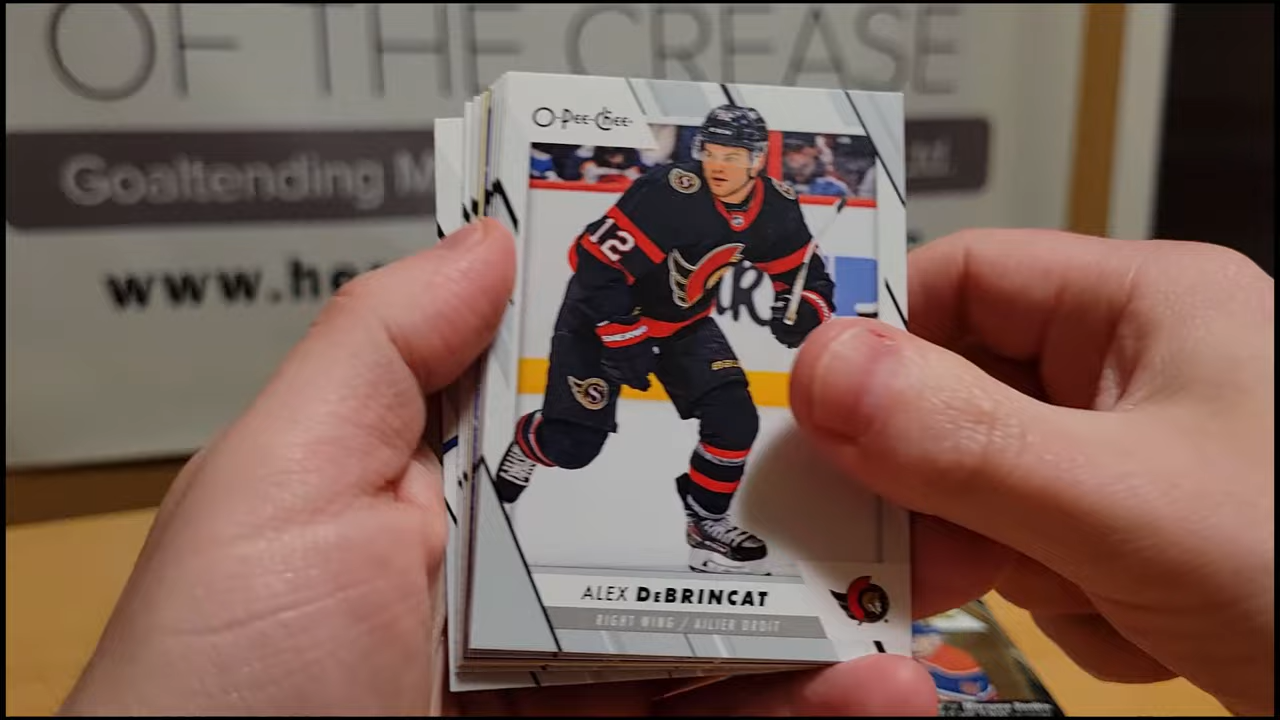 OF THE CREASE
Goaltending M
www.he
O-Pee-Chee
12
ALEX DeBRINCAT
RIGHT WING / AILIER DROIT